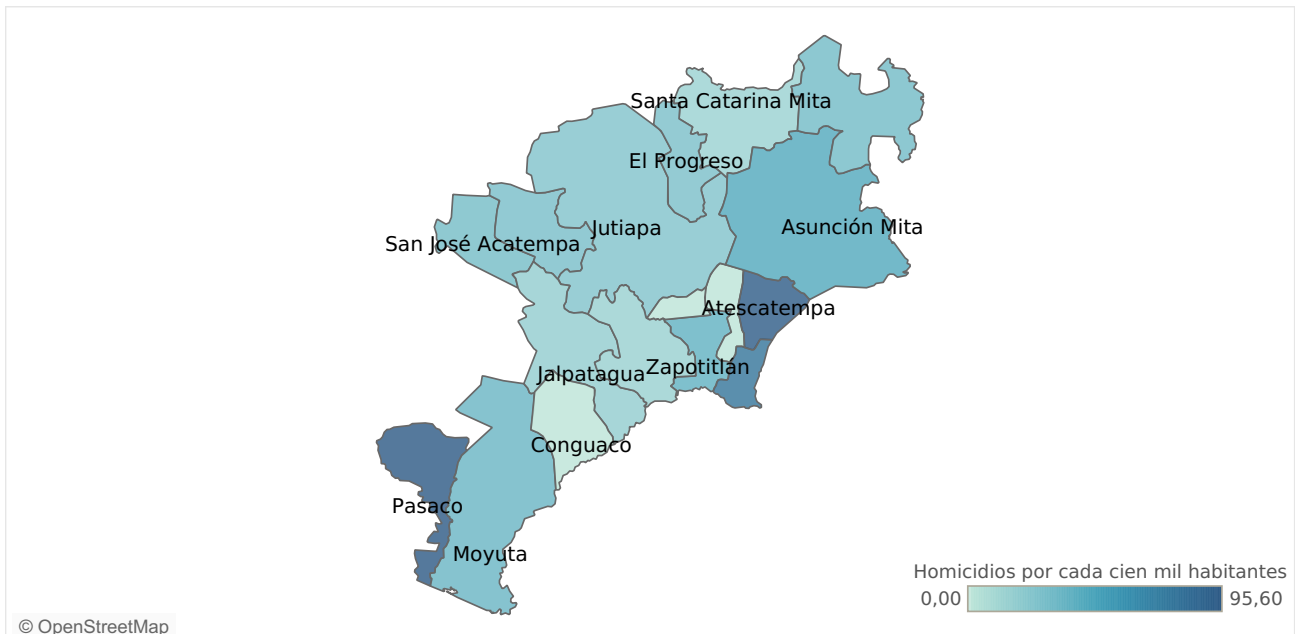 Santa Catarina Mita
El Progreso
Asunción Mita
Jutiapa
San José Acatempa
Atescatempa
Zapotitlán
Jalpatagua
Conguaco
Pasaco
Moyuta
Homicidios por cada cien mil habitantes
0,00 95,60
© OpenStreetMap